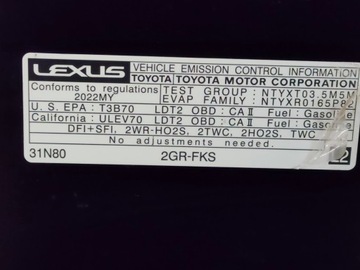 LEXUS VEHICLE EMISSION CONTROL INFORMATION
TOYOTA TOYOTA MOTOR CORPORATION
Conforms to regulations TEST GROUP : NTYXT03.5M5M
2022MY EVAP FAMILY : NTYXR0165P
U.S. EPA : T3B70 LDT2 OBD : CA II Fuel : Gasoline
California: ULEV70 LDT2 OBD : CA II Fuel : Gasoline
DFI+SFI, 2WR-HO2S, 2TWC, 2HO2S, TWC
No adjustments needed.
31N80 2GR-FKS